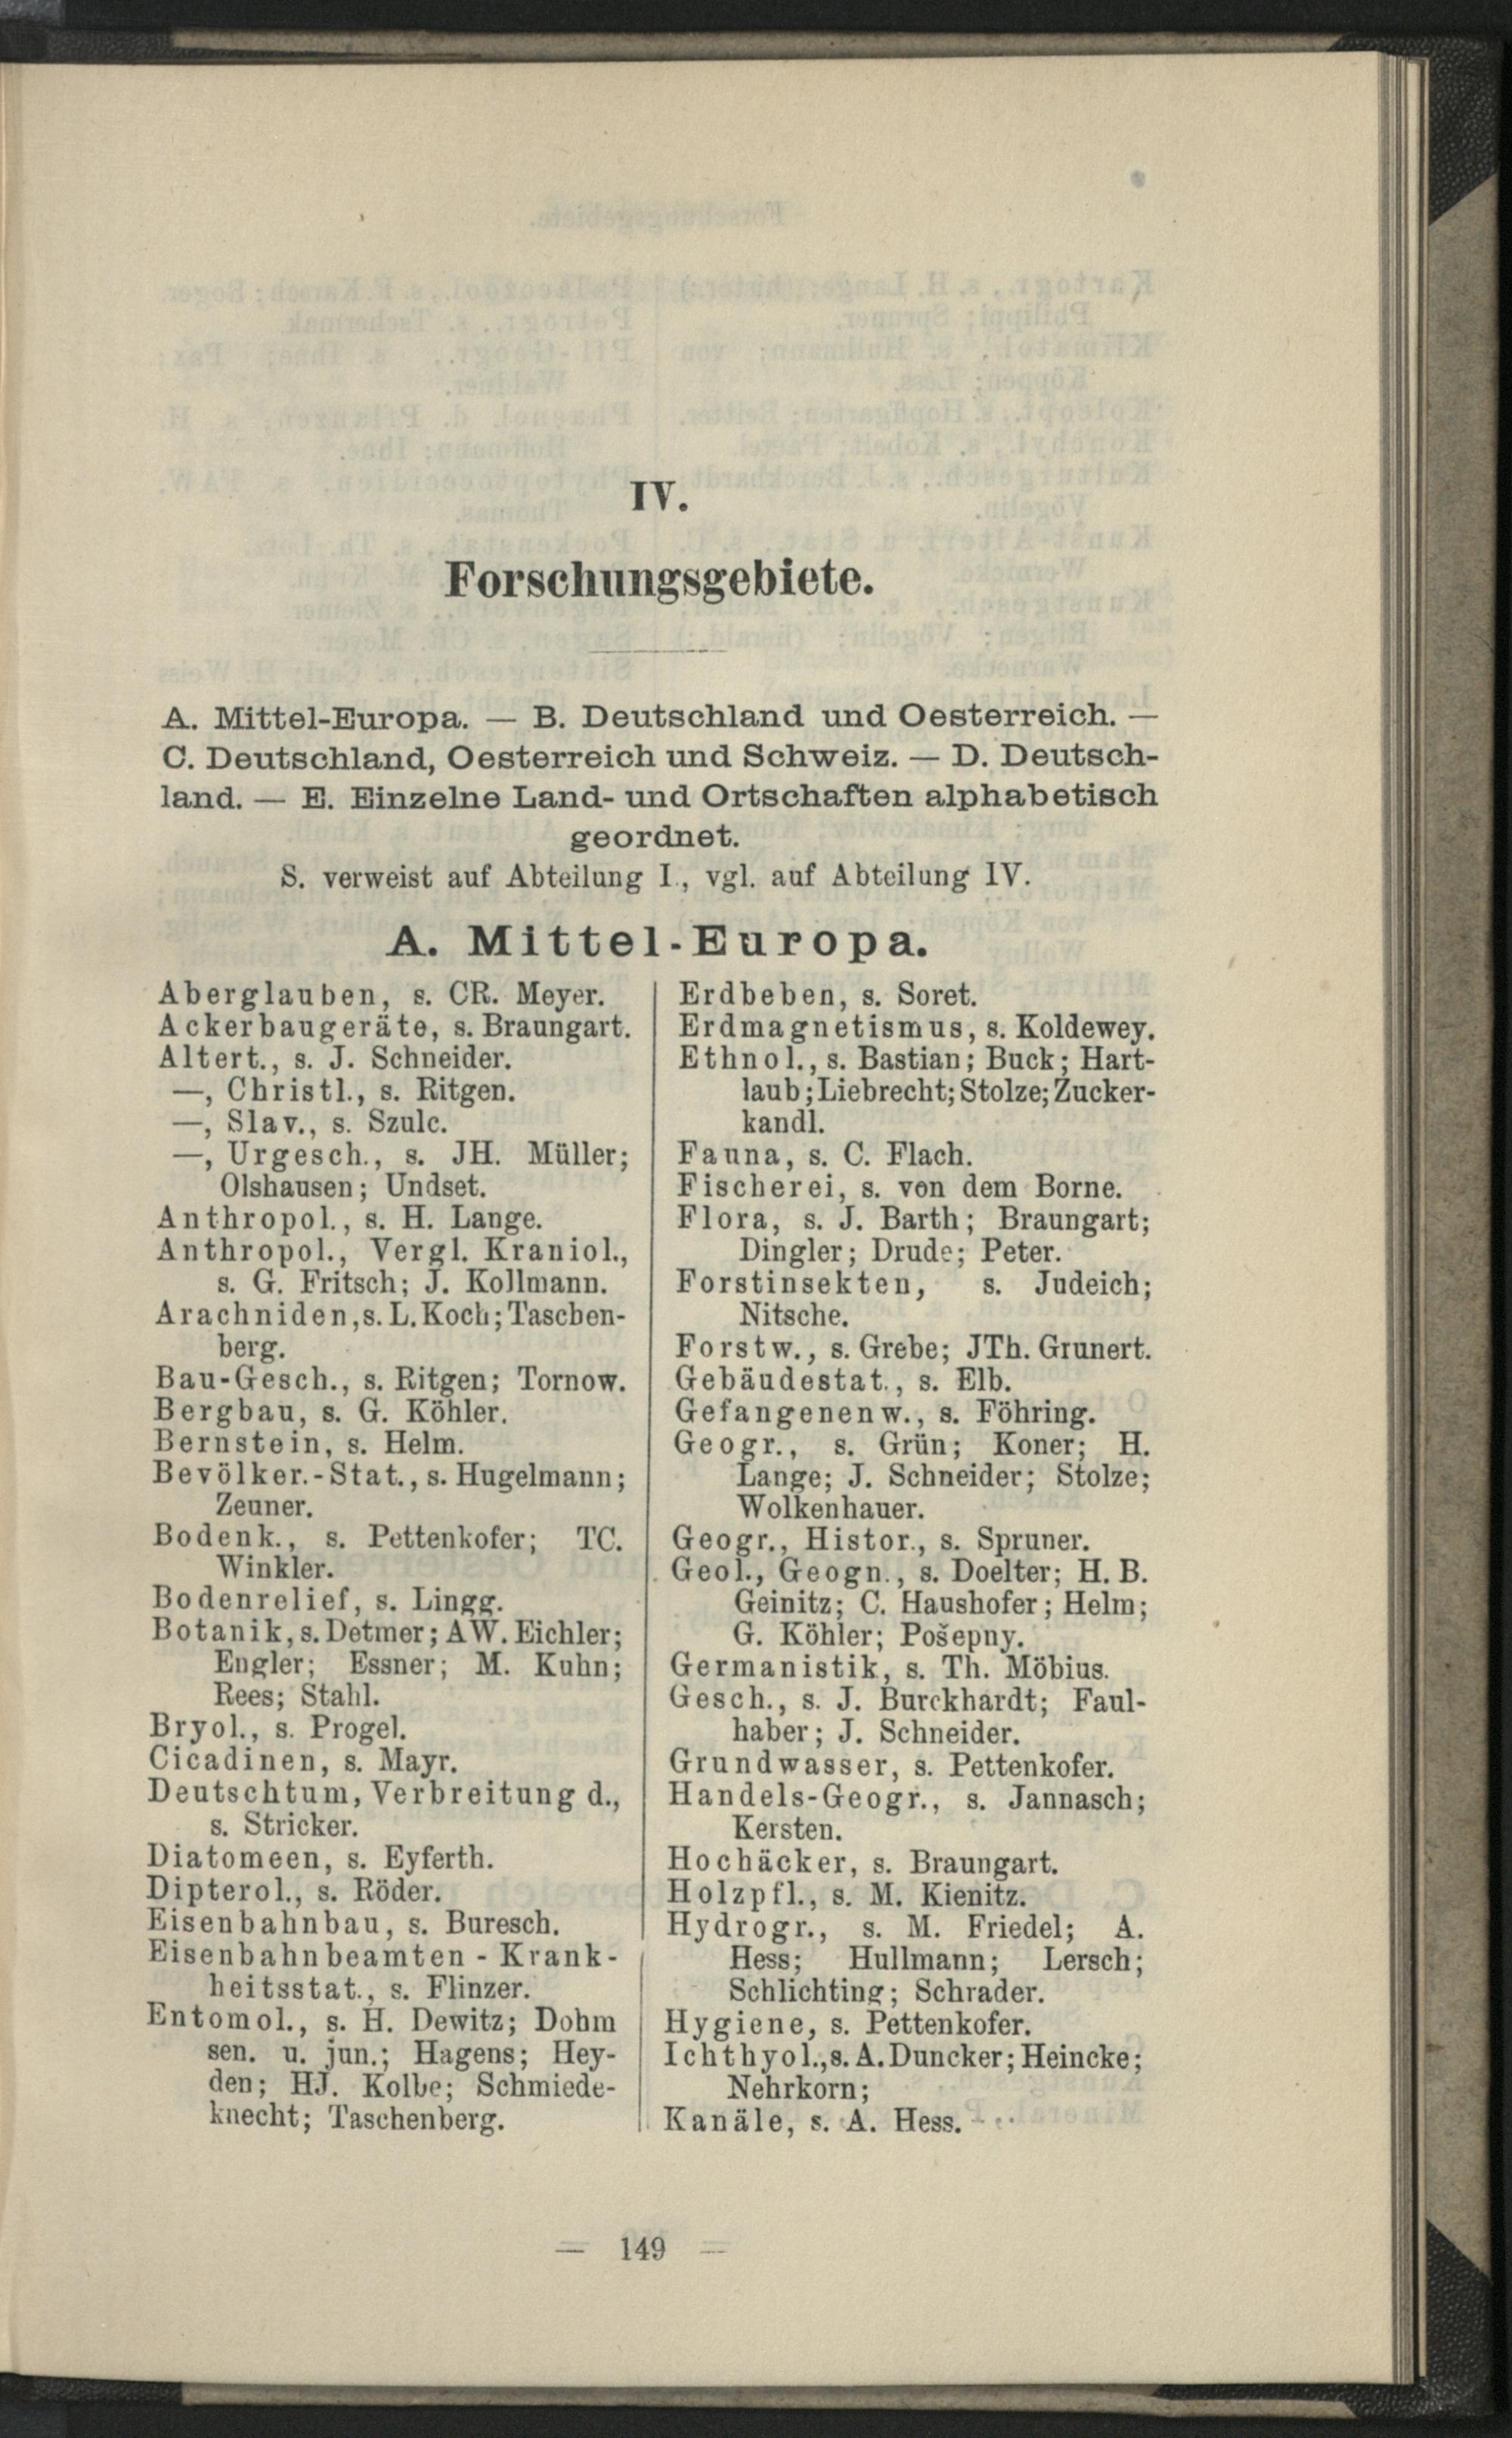 IV.
Forschungsgebiete.
A. Mittel-Europa. — B. Deutschland und Oesterreich. —
C. Deutschland, Oesterreich und Schweiz. — D. Deutsch-
land. — E. Einzelne Land- und Ortschaften alphabetisch
geordnet.
S. verweist auf Abteilung I., vgl. auf Abteilung IV.
A. Mittel-Europa.
Aberglauben, s. CR. Meyer.
Ackerbaugeräte, s. Braungart.
Altert., s. J. Schneider.
—, Christl., s. Ritgen.
—, Slav., s. Szulc.
—, Urgesch., s. JH. Müller;
Olshausen; Undset.
Anthropol., s. H. Lange.
Anthropol., Vergl. Kraniol.,
s. G. Fritsch; J. Kollmann.
Arachniden, s. L. Koch; Taschen-
berg.
Bau-Gesch., s. Ritgen; Tornow.
Bergbau, s. G. Köhler.
Bernstein, s. Helm.
Bevölker.-Stat., s. Hugelmann;
Zeuner.
Bodenk., s. Pettenkofer; TC.
Winkler.
Bodenrelief, s. Lingg.
Botanik, s. Detmer; AW. Eichler;
Engler; Essner; M. Kuhn;
Rees; Stahl.
Bryol., s. Progel.
Cicadinen, s. Mayr.
Deutschtum, Verbreitung d.,
s. Stricker.
Diatomeen, s. Eyferth.
Dipterol., s. Röder.
Eisenbahnbau, s. Buresch.
Eisenbahnbeamten - Krank-
heitsstat., s. Flinzer.
Entomol., s. H. Dewitz; Dohm
sen. u. jun.; Hagens; Hey-
den; HJ. Kolbe; Schmiede-
knecht; Taschenberg.
Erdbeben, s. Soret.
Erdmagnetismus, s. Koldewey.
Ethnol., s. Bastian; Buck; Hart-
laub; Liebrecht; Stolze; Zucker-
kandl.
Fauna, s. C. Flach.
Fischerei, s. von dem Borne.
Flora, s. J. Barth; Braungart;
Dingler; Drude; Peter.
Forstinsekten, s. Judeich;
Nitsche.
Forstw., s. Grebe; JTh. Grunert.
Gebäudestat., s. Elb.
Gefangenenw., s. Föhring.
Geogr., s. Grün; Koner; H.
Lange; J. Schneider; Stolze;
Wolkenhauer.
Geogr., Histor., s. Spruner.
Geol., Geogn., s. Doelter; H. B.
Geinitz; C. Haushofer; Helm;
G. Köhler; Pošepny.
Germanistik, s. Th. Möbius.
Gesch., s. J. Burckhardt; Faul-
haber; J. Schneider.
Grundwasser, s. Pettenkofer.
Handels-Geogr., s. Jannasch;
Kersten.
Hochäcker, s. Braungart.
Holzpfl., s. M. Kienitz.
Hydrogr., s. M. Friedel; A.
Hess; Hullmann; Lersch;
Schlichting; Schrader.
Hygiene, s. Pettenkofer.
Ichthyol., s. A. Duncker; Heincke;
Nehrkorn;
Kanäle, s. A. Hess.
— 149 —